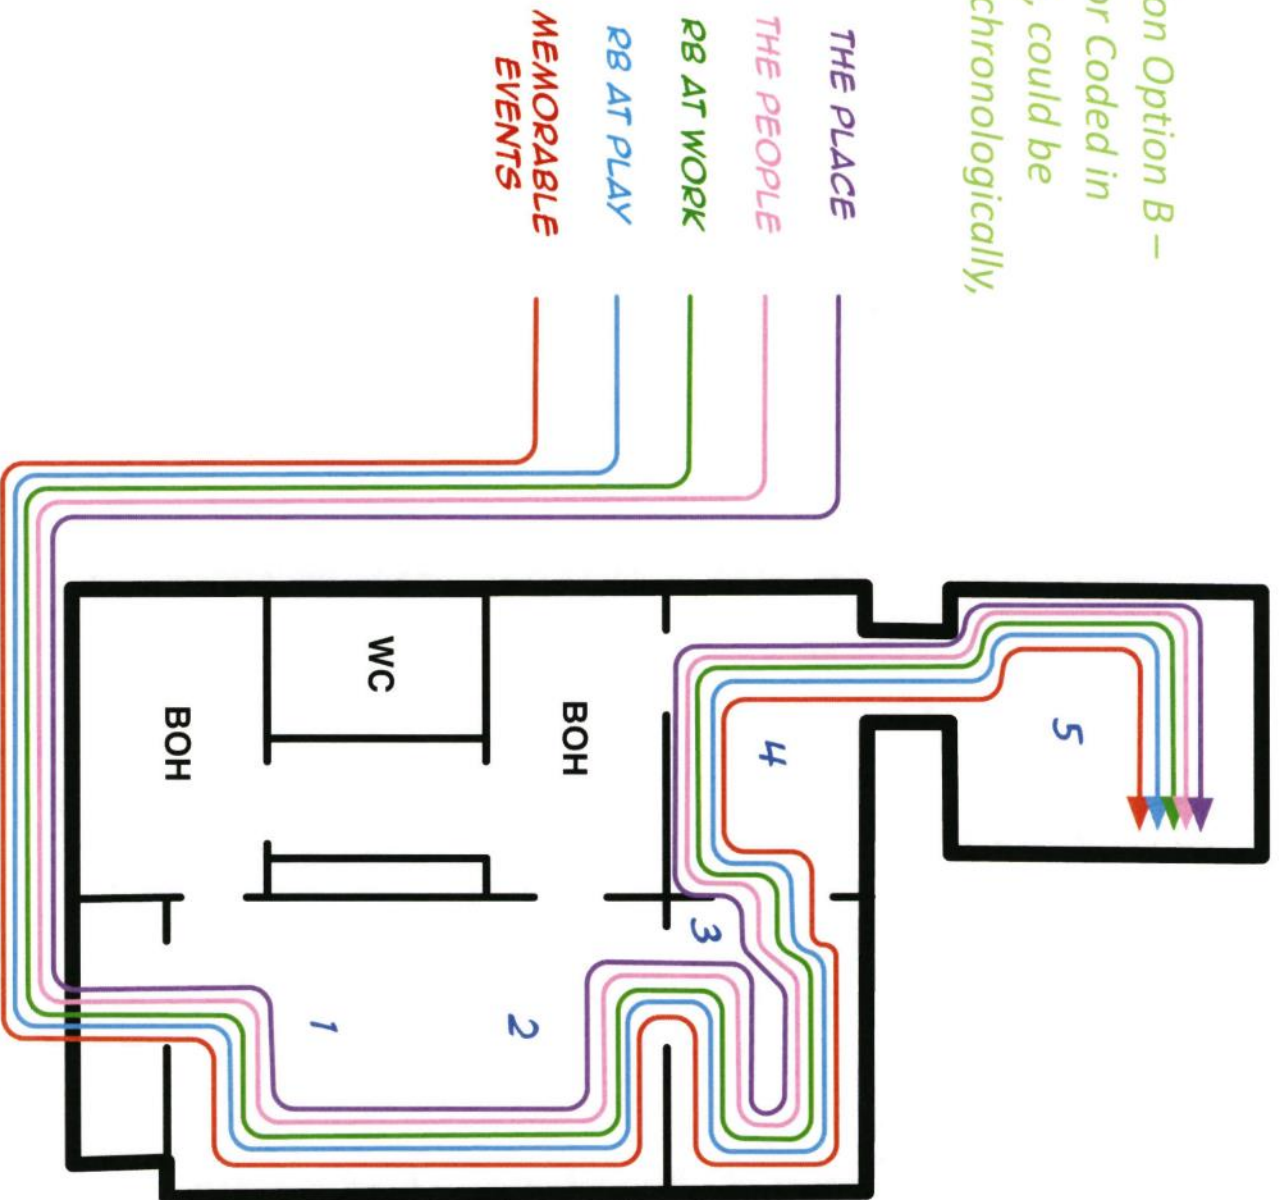 on Option B –
or Coded in
, could be
chronologically,
THE PLACE
THE PEOPLE
RB AT WORK
RB AT PLAY
MEMORABLE
EVENTS
5
4
3
BOH
2
WC
1
BOH